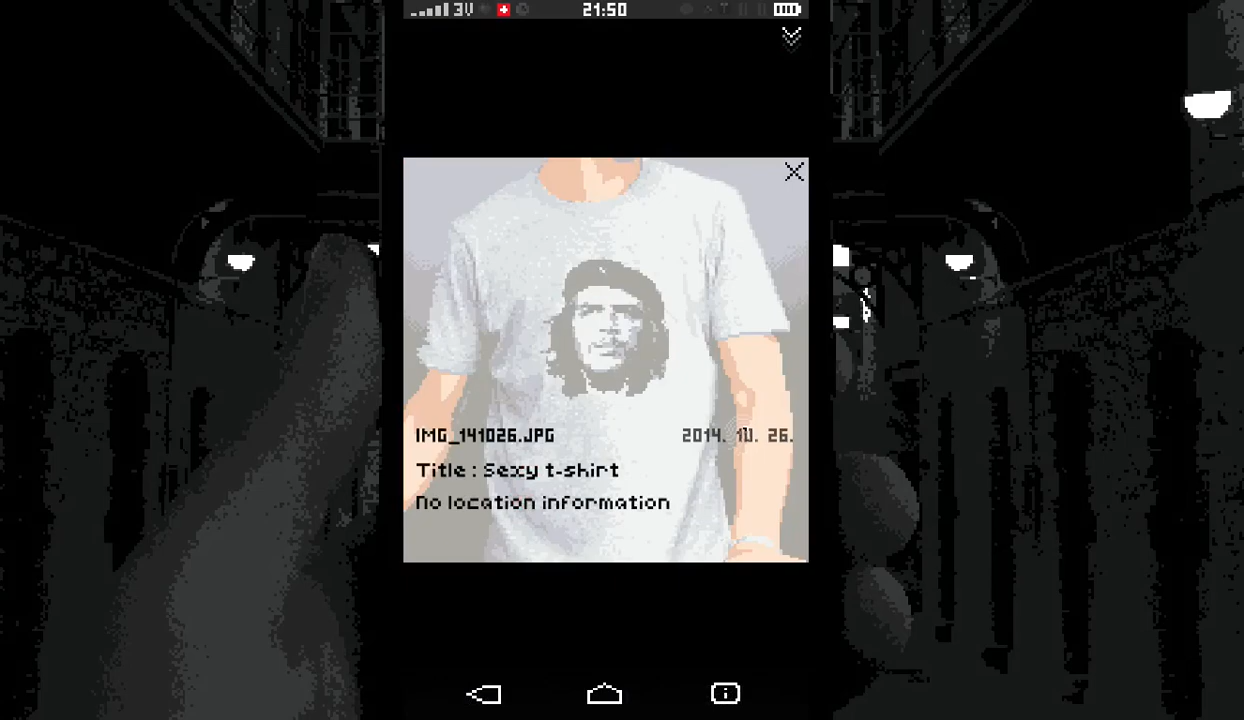 3V 21:50
IMG_141026.JPG 2014. 10. 26.
Title : Sexy t-shirt
No location information